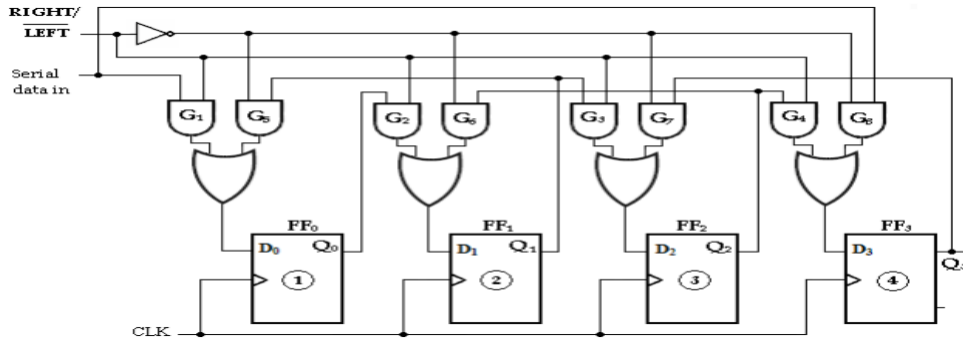 RIGHT/
LEFT
Serial
data in
G1 G5 G2 G6 G3 G7 G4 G8
FF0 FF1 FF2 FF3
D0 Q0 D1 Q1 D2 Q2 D3
1 2 3 4
CLK